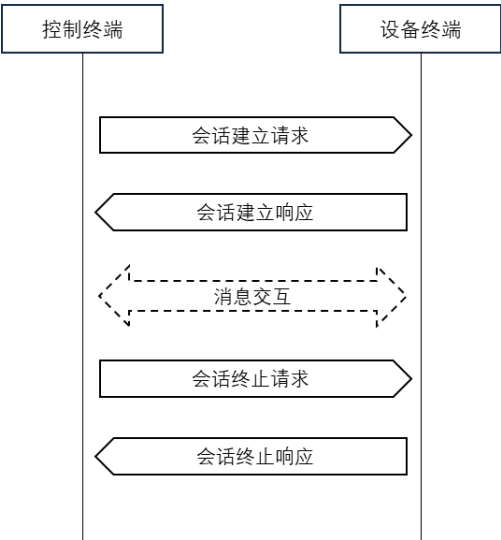 控制终端
设备终端
会话建立请求
会话建立响应
消息交互
会话终止请求
会话终止响应